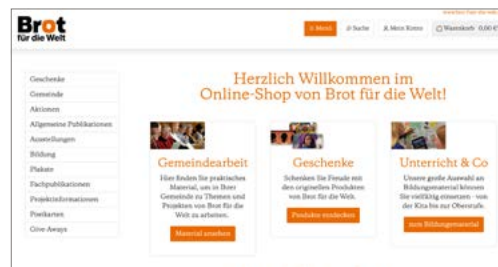 Brot
für die Welt
Menü
Suche
Mein Konto
Warenkorb 0,00 €
Geschenke
Gemeinde
Aktionen
Allgemeine Publikationen
Ausstellungen
Bildung
Plakate
Fachpublikationen
Projektinformationen
Postkarten
Give Aways
Herzlich Willkommen im
Online-Shop von Brot für die Welt!
Gemeindearbeit
Hier finden Sie praktisches
Material, um in Ihrer
Gemeinde zu Themen und
Projekten von Brot für die
Welt zu arbeiten.
Material ansehen
Geschenke
Schenken Sie Freude mit
den originellen Produkten
von Brot für die Welt.
Produkte entdecken
Unterricht & Co
Unsere große Auswahl an
Bildungsmaterial können
Sie vielfältig einsetzen - von
der Kita bis zur Oberstufe.
zum Bildungsmaterial